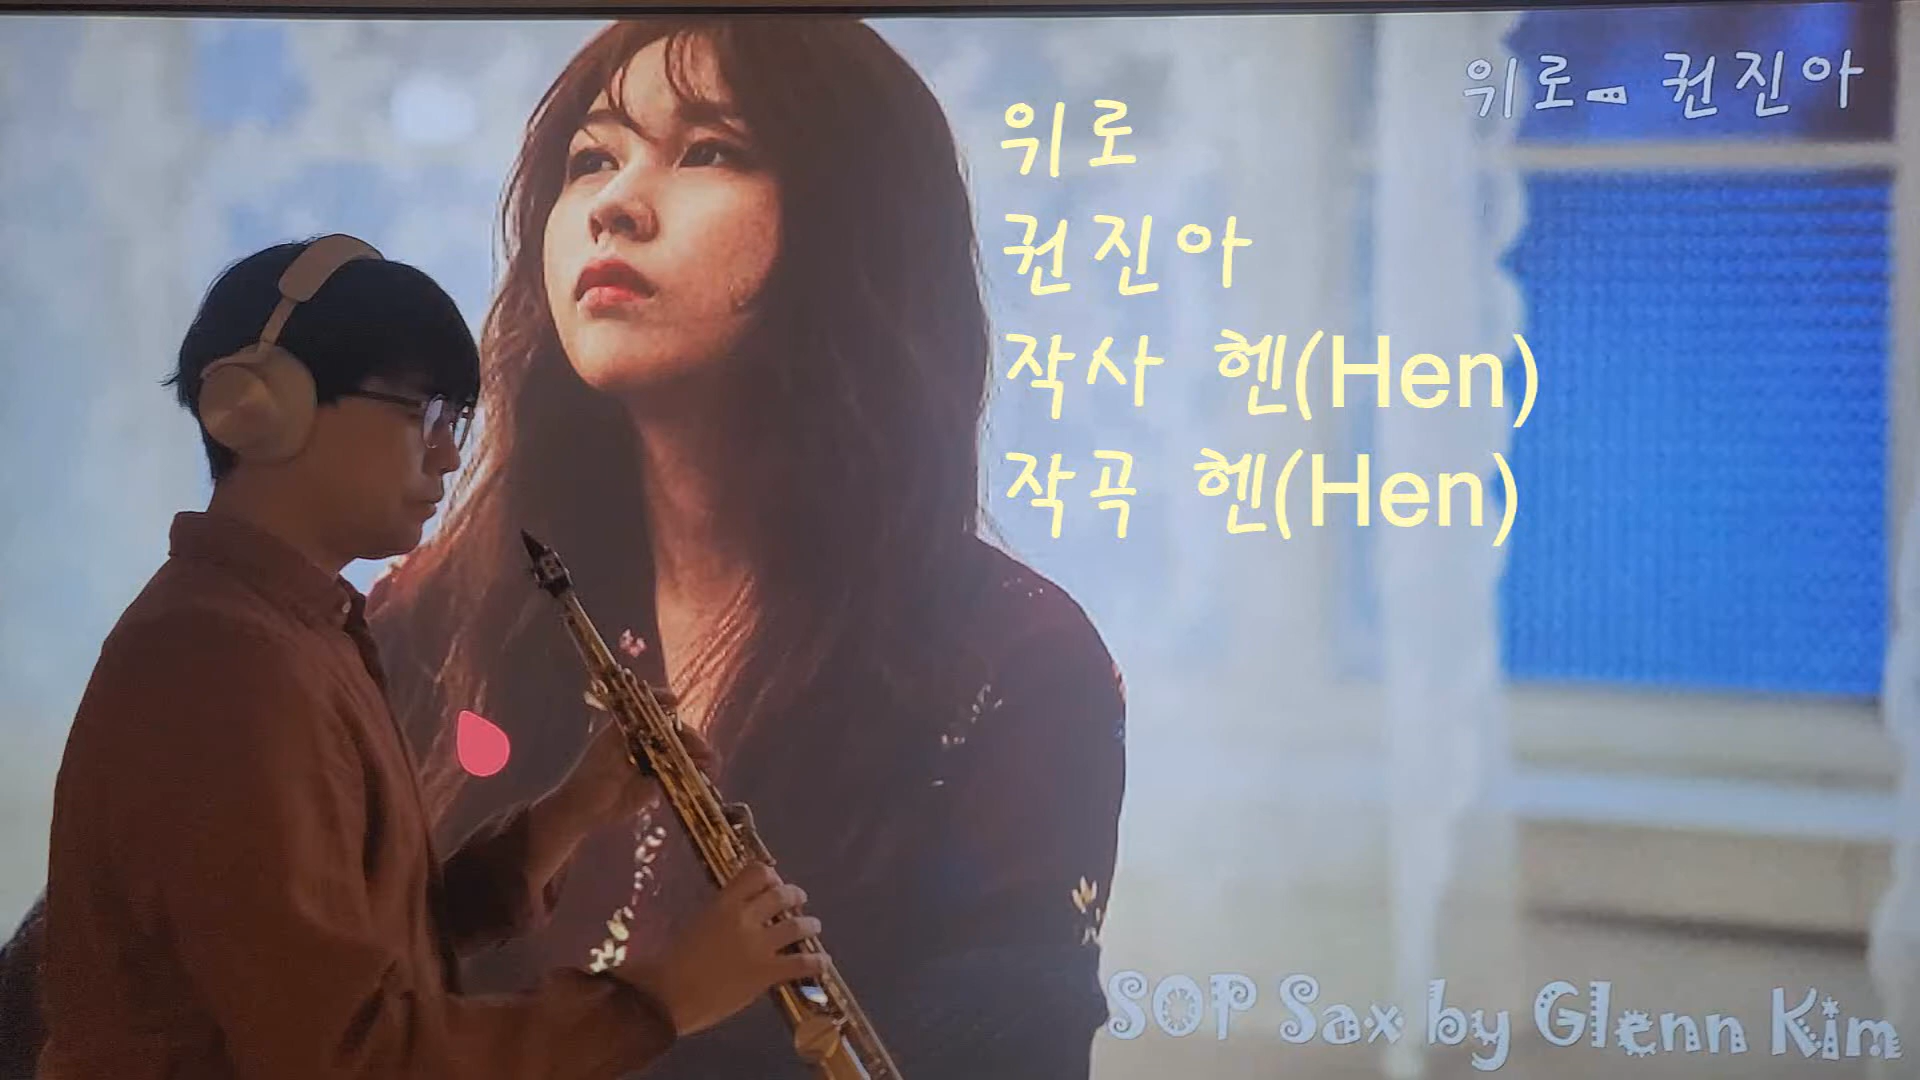 위로 - 권진아
위로
권진아
작사 헨(Hen)
작곡 헨(Hen)
SOP Sax by Glenn Kim